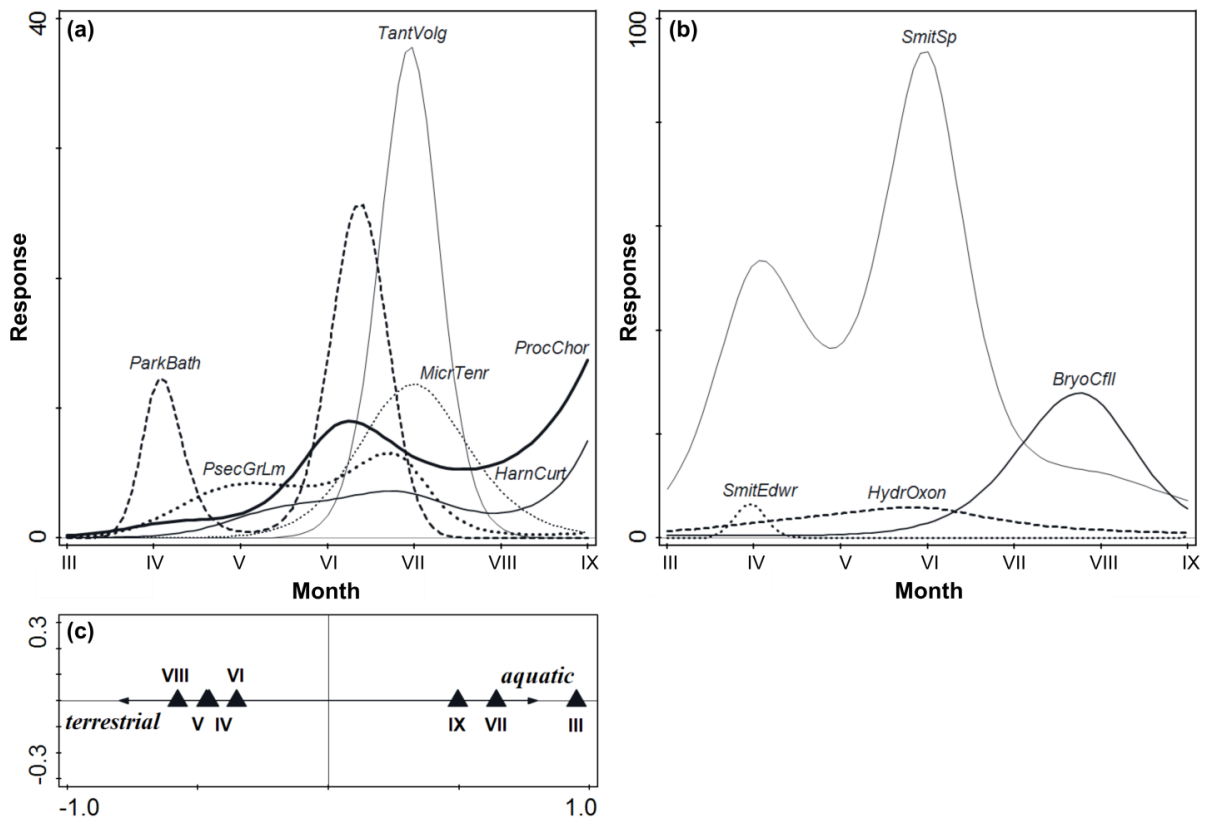 (a)
40
TantVolg
ParkBath
ProcChor
MicrTenr
PsecGrLm
HarnCurt
Response
0
III IV V VI VII VIII IX
Month
(b)
100
SmitSp
BryoCfIl
SmitEdwr
HydrOxon
Response
0
III IV V VI VII VIII IX
Month
(c)
0.3
-0.3
VIII VI aquatic
terrestrial V IV IX VII III
-1.0 1.0